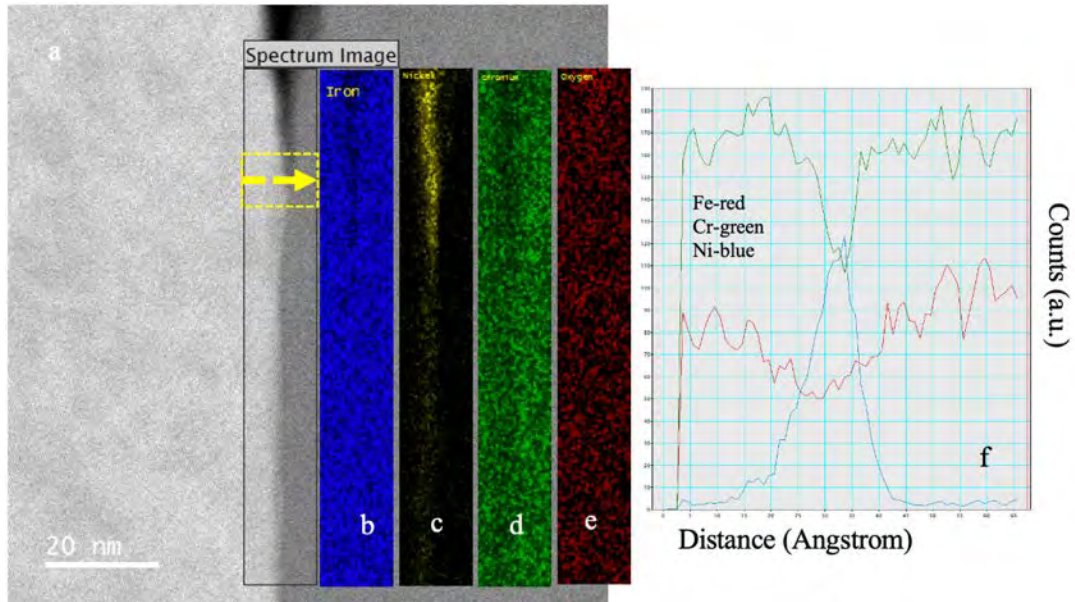 a
Spectrum Image
Iron
Nickel
Chromium
Oxygen
20 nm
b
c
d
e
Fe-red
Cr-green
Ni-blue
f
Counts (a.u.)
Distance (Angstrom)